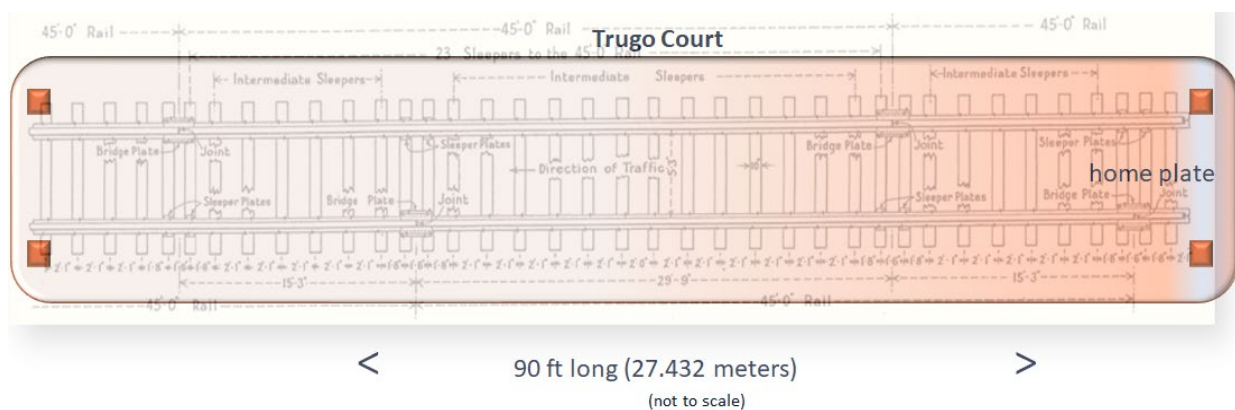 45'-0" Rail
45'-0" Rail
45'-0" Rail
Trugo Court
23 Sleepers to the 45'-0" Rail
Intermediate Sleepers
Intermediate Sleepers
Intermediate Sleepers
Bridge Plate
Joint
Sleeper Plates
Direction of Traffic
5'-3"
Bridge Plate
Joint
Sleeper Plates
home plate
Sleeper Plates
Bridge Plate
Joint
Sleeper Plates
Bridge Plate
Joint
15'-3"
29'-9"
15'-3"
45'-0" Rail
45'-0" Rail
< 90 ft long (27.432 meters) >
(not to scale)